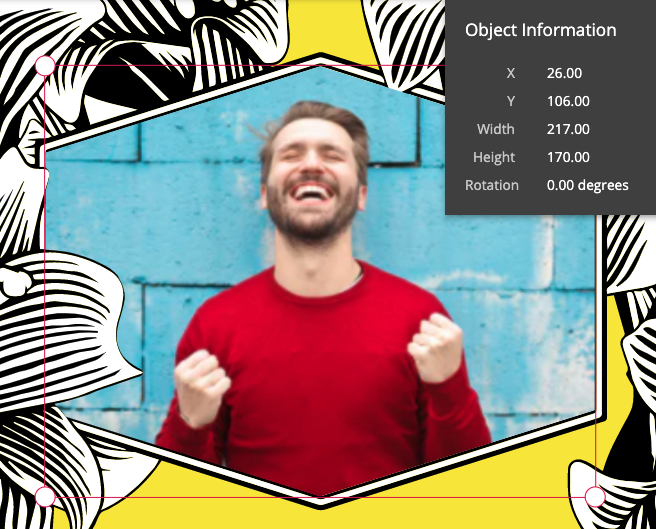 Object Information
X 26.00
Y 106.00
Width 217.00
Height 170.00
Rotation 0.00 degrees